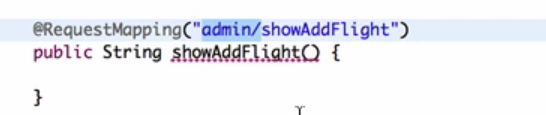 @RequestMapping("admin/showAddFlight")
public String showAddFlight() {
}